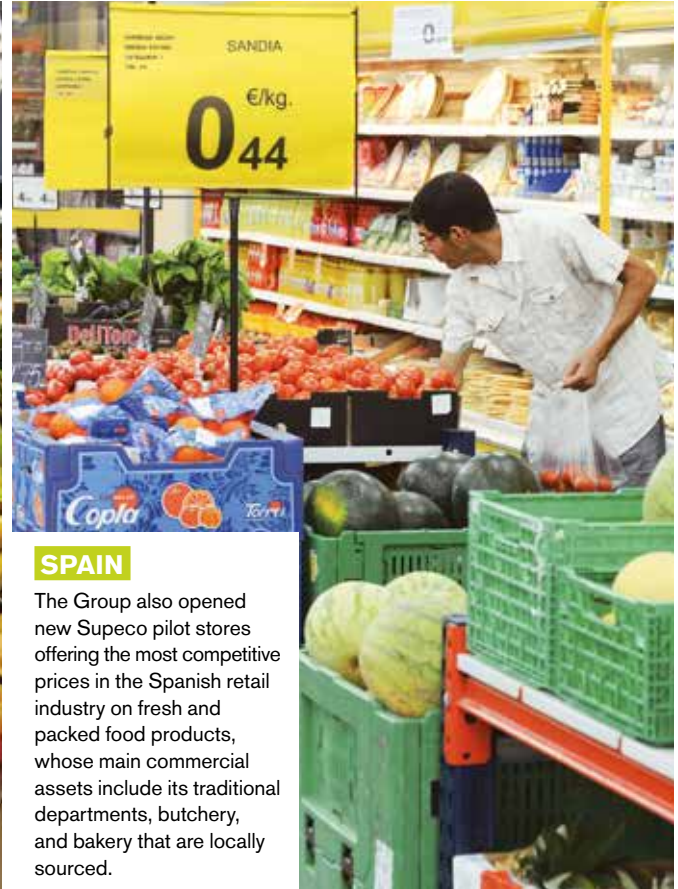 SANDIA
€/kg.
0 44
0
Copla
SPAIN
The Group also opened
new Supeco pilot stores
offering the most competitive
prices in the Spanish retail
industry on fresh and
packed food products,
whose main commercial
assets include its traditional
departments, butchery,
and bakery that are locally
sourced.